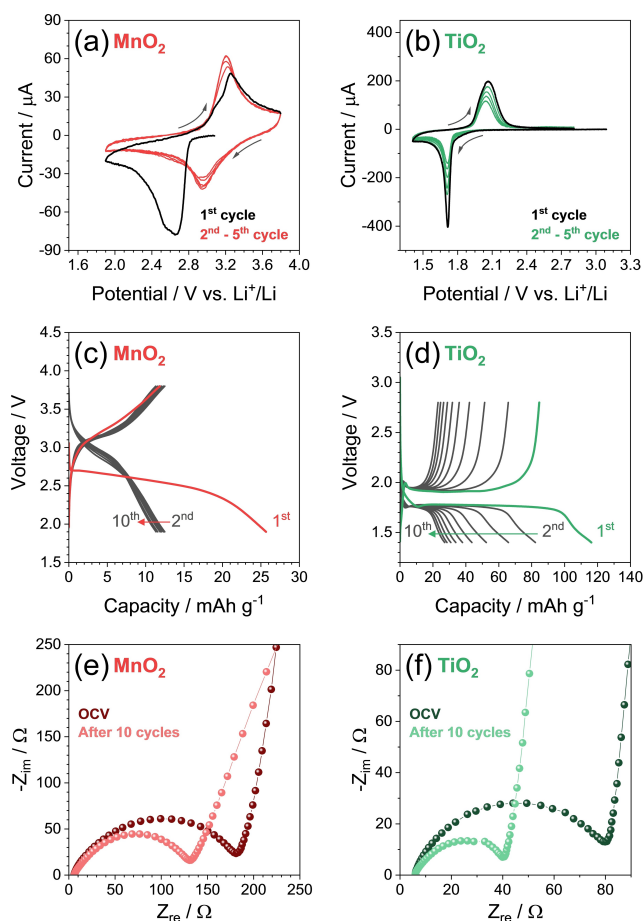 (a) MnO₂
90
60
30
0
-30
-60
-90
Current / μA
1st cycle
2nd - 5th cycle
1.6 2.0 2.4 2.8 3.2 3.6 4.0
Potential / V vs. Li⁺/Li
(b) TiO₂
400
200
0
-200
-400
Current / μA
1st cycle
2nd - 5th cycle
1.5 1.8 2.1 2.4 2.7 3.0 3.3
Potential / V vs. Li⁺/Li
(c) MnO₂
4.5
4.0
3.5
3.0
2.5
2.0
1.5
Voltage / V
10th 2nd 1st
0 5 10 15 20 25 30
Capacity / mAh g⁻¹
(d) TiO₂
3.0
2.5
2.0
1.5
Voltage / V
10th 2nd 1st
0 20 40 60 80 100 120 140
Capacity / mAh g⁻¹
(e) MnO₂
250
200
150
100
50
0
-Zim / Ω
OCV
After 10 cycles
0 50 100 150 200 250
Zre / Ω
(f) TiO₂
80
60
40
20
0
-Zim / Ω
OCV
After 10 cycles
0 20 40 60 80
Zre / Ω